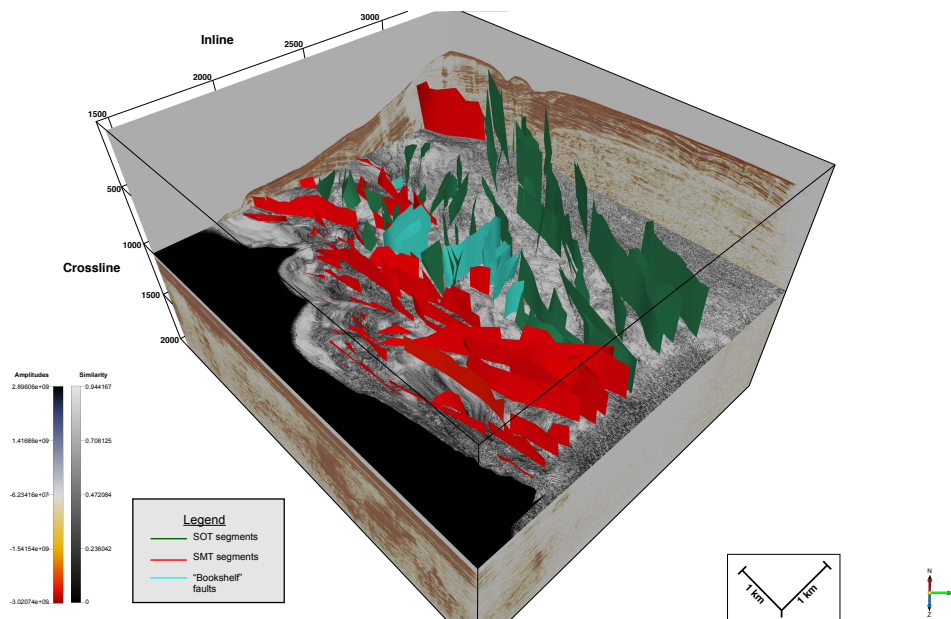 Inline
3000
2500
2000
1500
500
1000
Crossline
1500
2000
Amplitudes Similarity
2.89606e+09 0.944167
1.41686e+09 0.708125
-6.23416e+07 0.472084
-1.54154e+09 0.236042
-3.02074e+09 0
Legend
SOT segments
SMT segments
“Bookshelf”
faults
1 km 1 km
N
Z